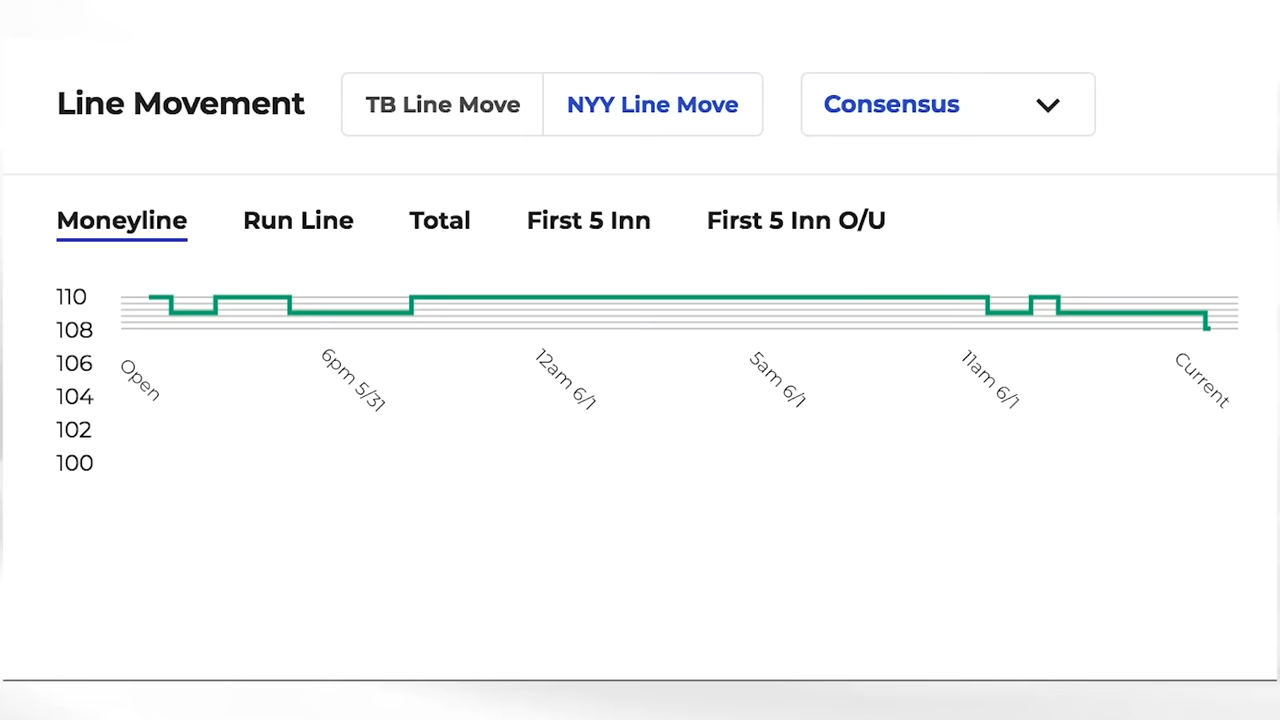 Line Movement
TB Line Move
NYY Line Move
Consensus
Moneyline
Run Line
Total
First 5 Inn
First 5 Inn O/U
110
108
106
104
102
100
Open
6pm 5/31
12am 6/1
5am 6/1
11am 6/1
Current